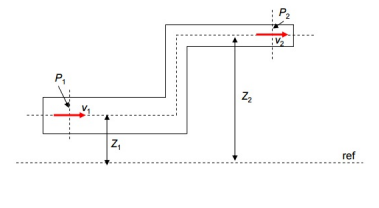 P₂
v₂
P₁
v₁
Z₂
Z₁
ref